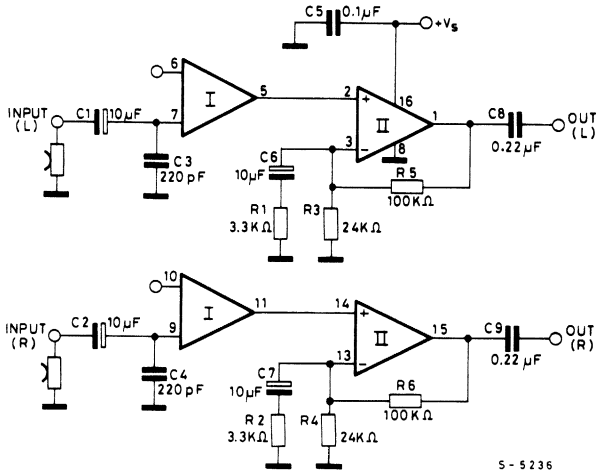 C5
0.1µF
+Vs
6
I
5
2
+
16
INPUT
(L)
C1
10µF
7
II
1
C8
OUT
(L)
0.22µF
3
−
8
C3
220pF
C6
10µF
R5
100KΩ
R1
3.3KΩ
R3
24KΩ
10
I
11
14
+
INPUT
(R)
C2
10µF
9
II
15
C9
OUT
(R)
0.22µF
13
−
C4
220pF
C7
10µF
R6
100KΩ
R2
3.3KΩ
R4
24KΩ
S-5236